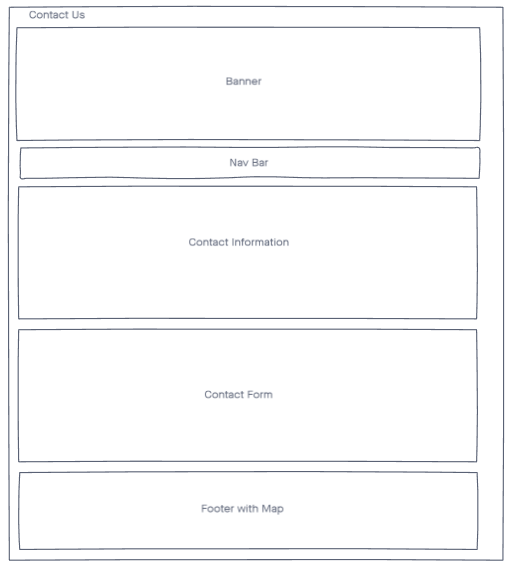 Contact Us
Banner
Nav Bar
Contact Information
Contact Form
Footer with Map